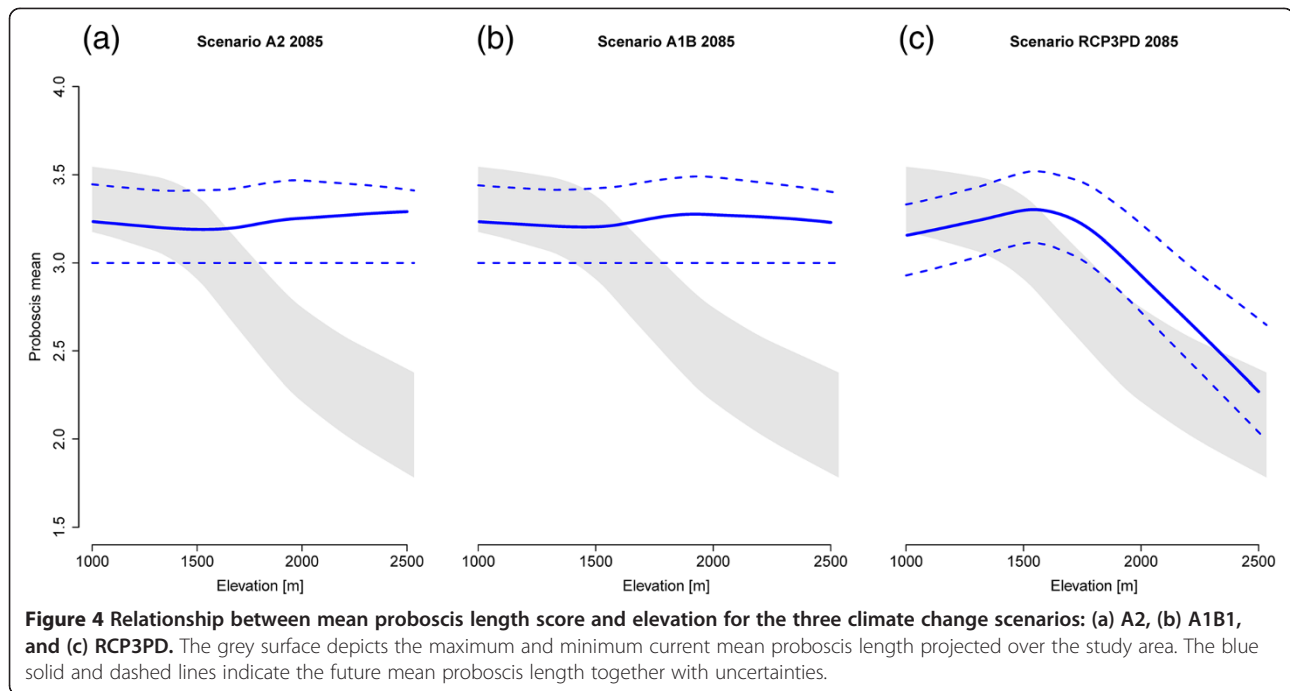 (a) Scenario A2 2085
(b) Scenario A1B 2085
(c) Scenario RCP3PD 2085
Proboscis mean
4.0
3.5
3.0
2.5
2.0
1.5
1000 1500 2000 2500
Elevation [m]
1000 1500 2000 2500
Elevation [m]
1000 1500 2000 2500
Elevation [m]
Figure 4 Relationship between mean proboscis length score and elevation for the three climate change scenarios: (a) A2, (b) A1B1,
and (c) RCP3PD. The grey surface depicts the maximum and minimum current mean proboscis length projected over the study area. The blue
solid and dashed lines indicate the future mean proboscis length together with uncertainties.